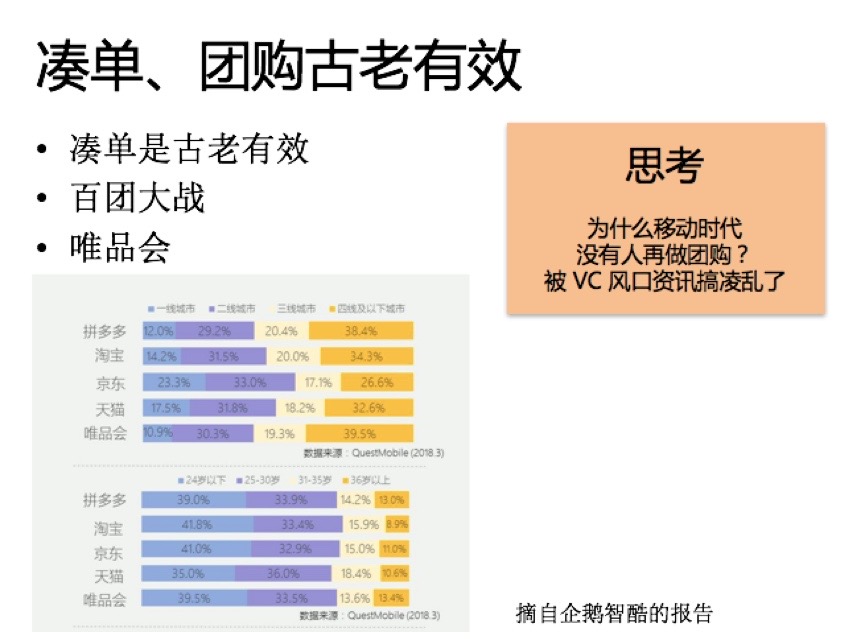 凑单、团购古老有效
• 凑单是古老有效
• 百团大战
• 唯品会
思考
为什么移动时代
没有人再做团购？
被 VC 风口资讯搞凌乱了
一线城市 二线城市 三线城市 四线及以下城市
拼多多 12.0% 29.2% 20.4% 38.4%
淘宝 14.2% 31.5% 20.0% 34.3%
京东 23.3% 33.0% 17.1% 26.6%
天猫 17.5% 31.8% 18.2% 32.6%
唯品会 10.9% 30.3% 19.3% 39.5%
数据来源：QuestMobile (2018.3)
24岁以下 25-30岁 31-35岁 36岁以上
拼多多 39.0% 33.9% 14.2% 13.0%
淘宝 41.8% 33.4% 15.9% 8.9%
京东 41.0% 32.9% 15.0% 11.0%
天猫 35.0% 36.0% 18.4% 10.6%
唯品会 39.5% 33.5% 13.6% 13.4%
数据来源：QuestMobile (2018.3)
摘自企鹅智酷的报告